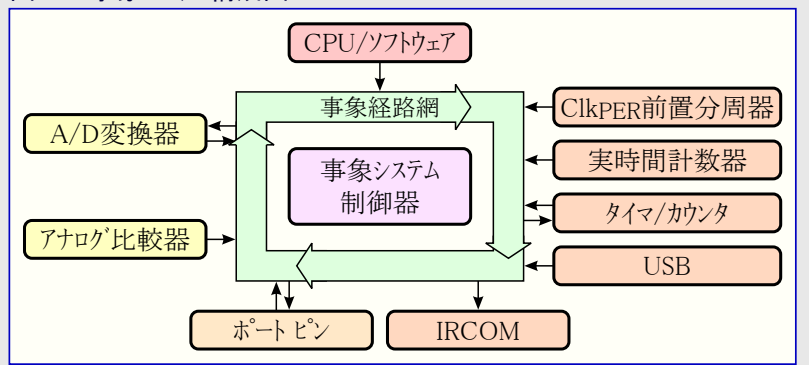 CPU/ソフトウェア
事象経路網
ClkPER前置分周器
A/D変換器
実時間計数器
事象システム
制御器
タイマ/カウンタ
アナログ比較器
USB
ポート ピン
IRCOM